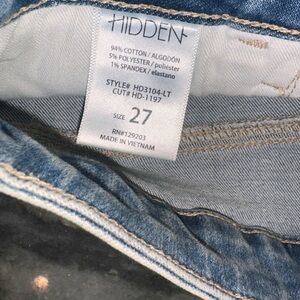 HIDDEN
94% COTTON / ALGODÓN
5% POLYESTER / poliéster
1% SPANDEX / elastano
STYLE# HD3104-LT
CUT# HD-1197
SIZE 27
RN#129203
MADE IN VIETNAM